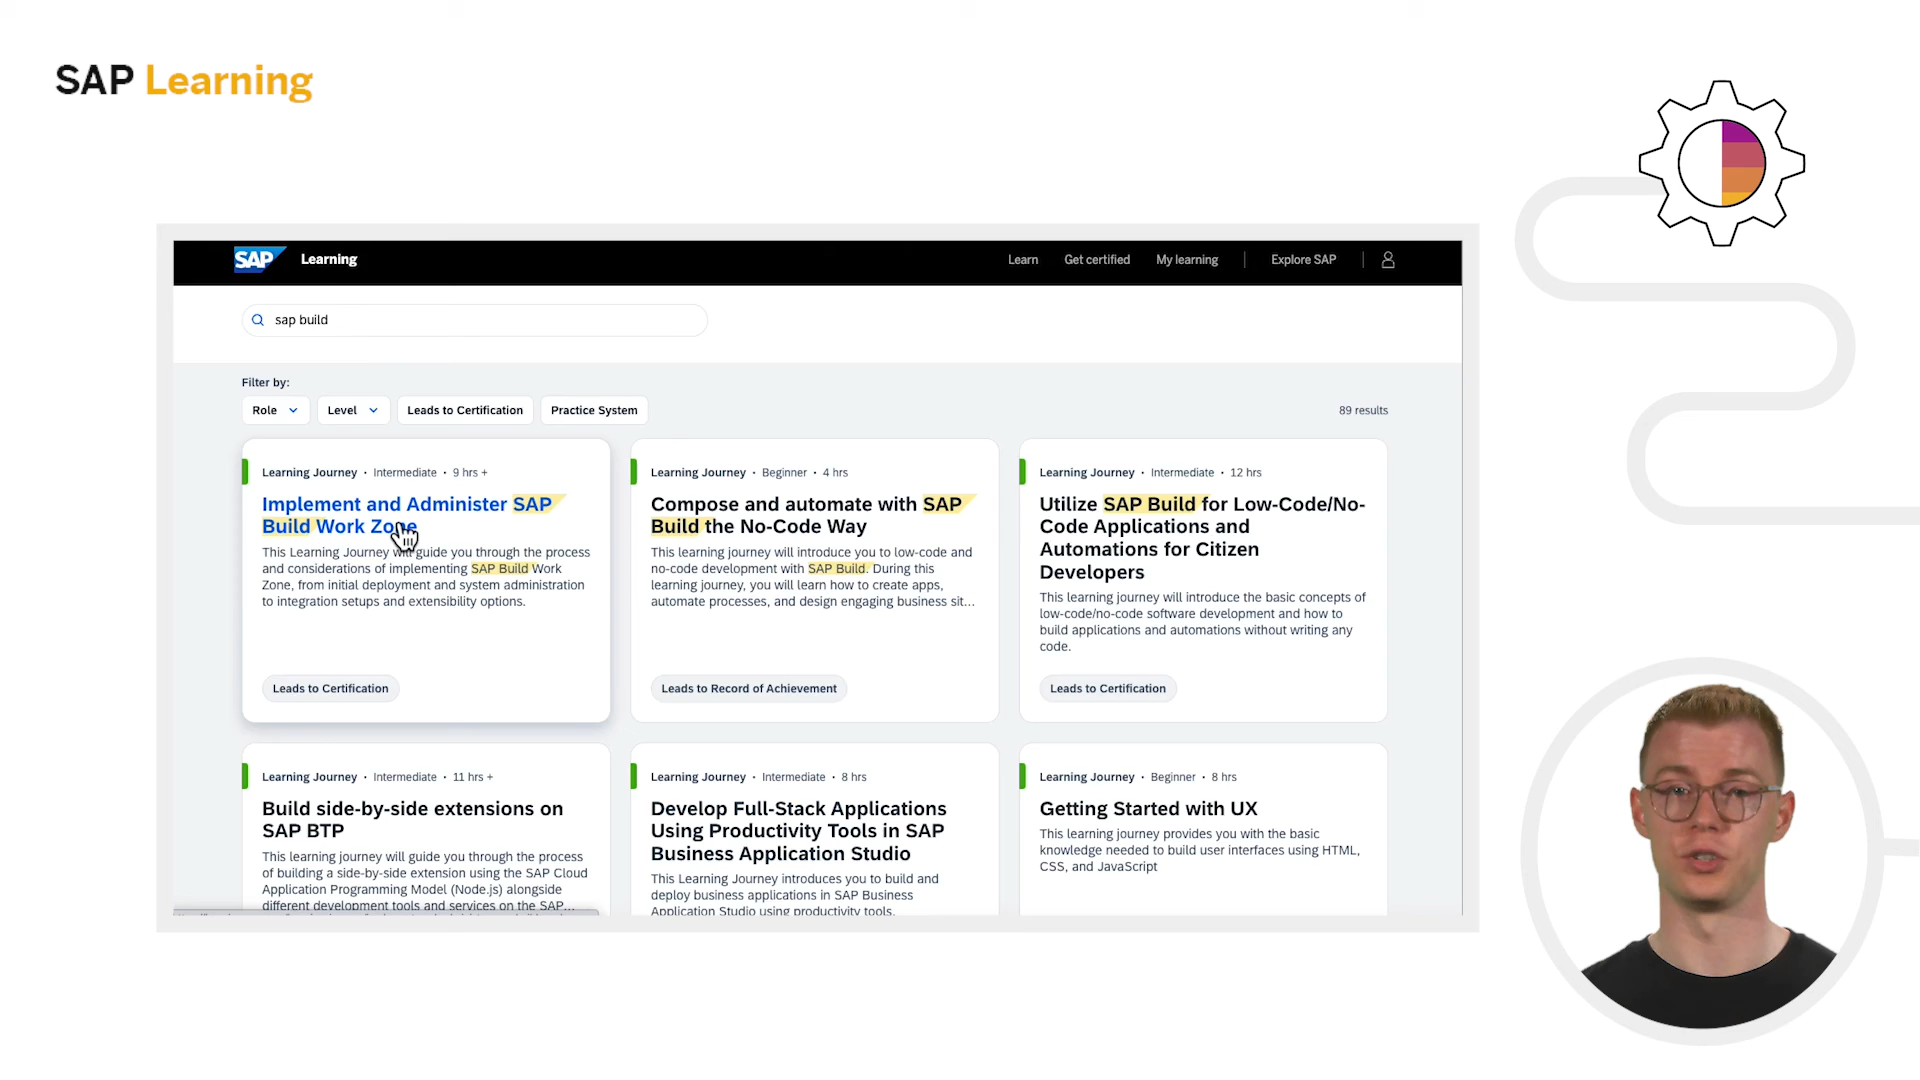 SAP Learning
SAP Learning
Learn Get certified My learning Explore SAP
sap build
Filter by:
Role Level Leads to Certification Practice System 89 results
Learning Journey · Intermediate · 9 hrs +
Implement and Administer SAP
Build Work Zone
This Learning Journey will guide you through the process
and considerations of implementing SAP Build Work
Zone, from initial deployment and system administration
to integration setups and extensibility options.
Leads to Certification
Learning Journey · Beginner · 4 hrs
Compose and automate with SAP
Build the No-Code Way
This learning journey will introduce you to low-code and
no-code development with SAP Build. During this
learning journey, you will learn how to create apps,
automate processes, and design engaging business sit...
Leads to Record of Achievement
Learning Journey · Intermediate · 12 hrs
Utilize SAP Build for Low-Code/No-
Code Applications and
Automations for Citizen
Developers
This learning journey will introduce the basic concepts of
low-code/no-code software development and how to
build applications and automations without writing any
code.
Leads to Certification
Learning Journey · Intermediate · 11 hrs +
Build side-by-side extensions on
SAP BTP
This learning journey will guide you through the process
of building a side-by-side extension using the SAP Cloud
Application Programming Model (Node.js) alongside
different development tools and services on the SAP...
Learning Journey · Intermediate · 8 hrs
Develop Full-Stack Applications
Using Productivity Tools in SAP
Business Application Studio
This Learning Journey introduces you to build and
deploy business applications in SAP Business
Application Studio using productivity tools.
Learning Journey · Beginner · 8 hrs
Getting Started with UX
This learning journey provides you with the basic
knowledge needed to build user interfaces using HTML,
CSS, and JavaScript